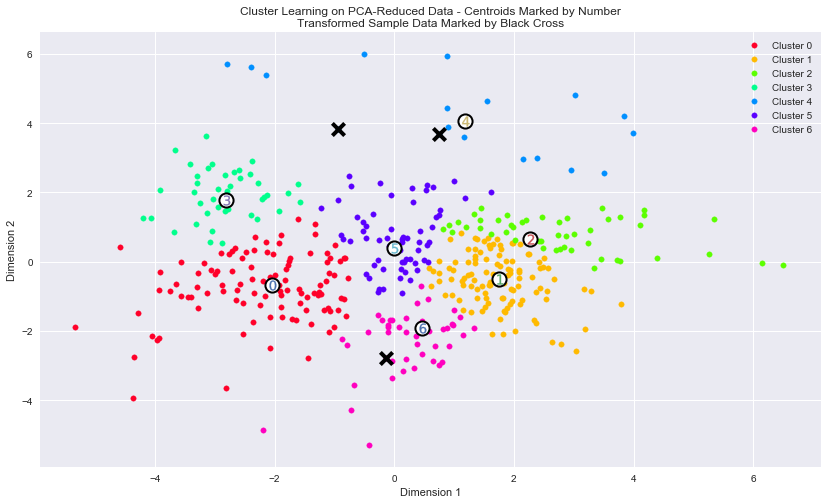 Cluster Learning on PCA-Reduced Data - Centroids Marked by Number
Transformed Sample Data Marked by Black Cross
Cluster 0
Cluster 1
Cluster 2
Cluster 3
Cluster 4
Cluster 5
Cluster 6
6
4
2
0
−2
−4
Dimension 2
4
3
2
5
0
1
6
−4
−2
0
2
4
6
Dimension 1